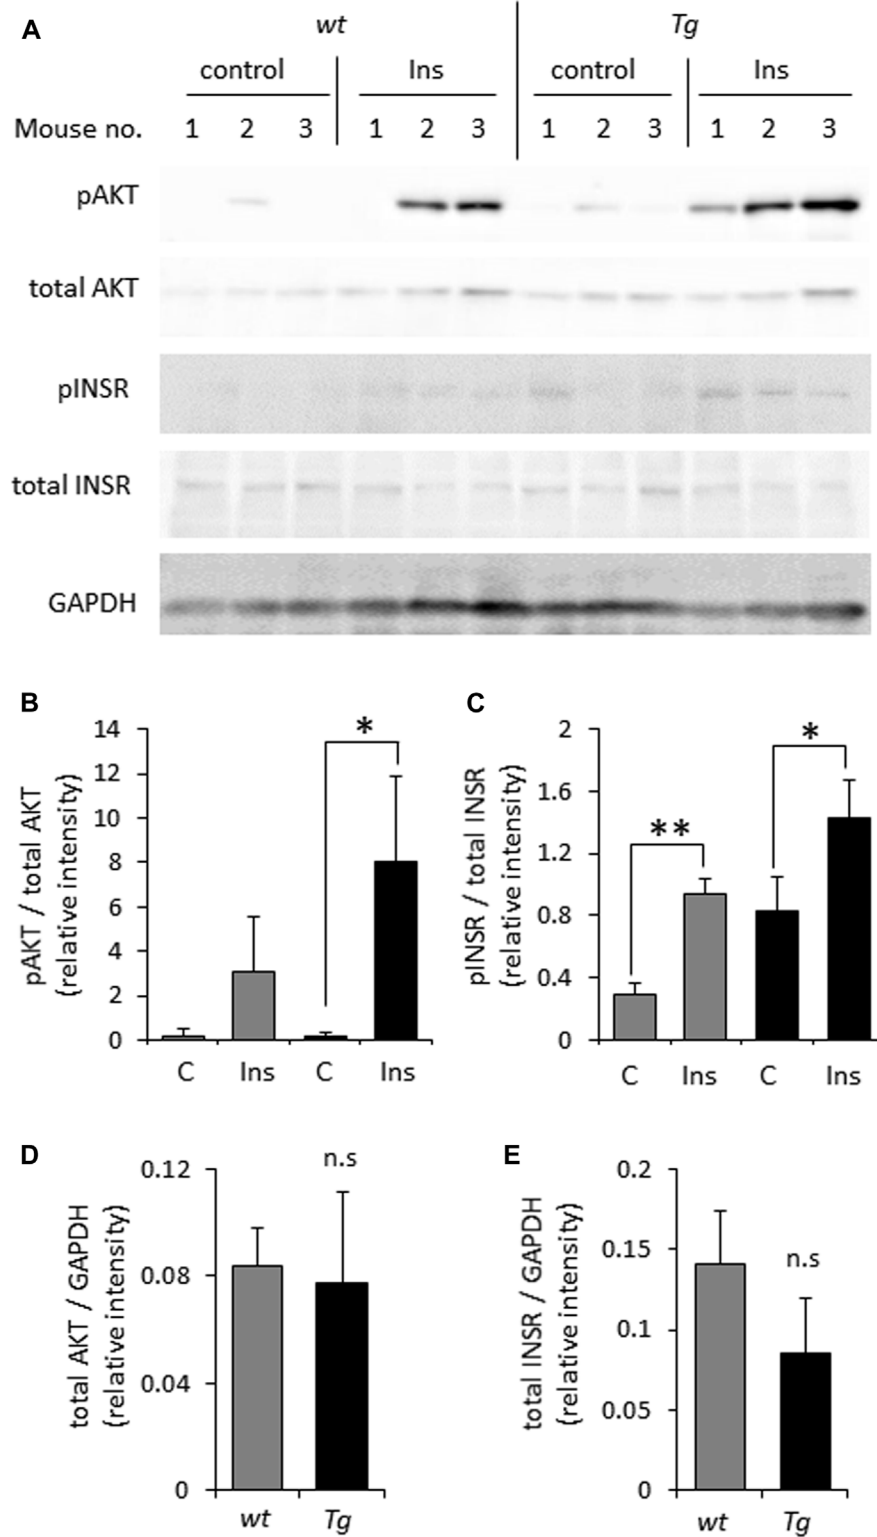 A
wt Tg
control Ins control Ins
Mouse no. 1 2 3 1 2 3 1 2 3 1 2 3
pAKT
total AKT
pINSR
total INSR
GAPDH
B
pAKT / total AKT
(relative intensity)
14
12
10
8
6
4
2
0
*
C Ins C Ins
C
pINSR / total INSR
(relative intensity)
2
1.6
1.2
0.8
0.4
0
**
*
C Ins C Ins
D
total AKT / GAPDH
(relative intensity)
0.12
0.08
0.04
0
n.s
wt Tg
E
total INSR / GAPDH
(relative intensity)
0.2
0.15
0.1
0.05
0
n.s
wt Tg